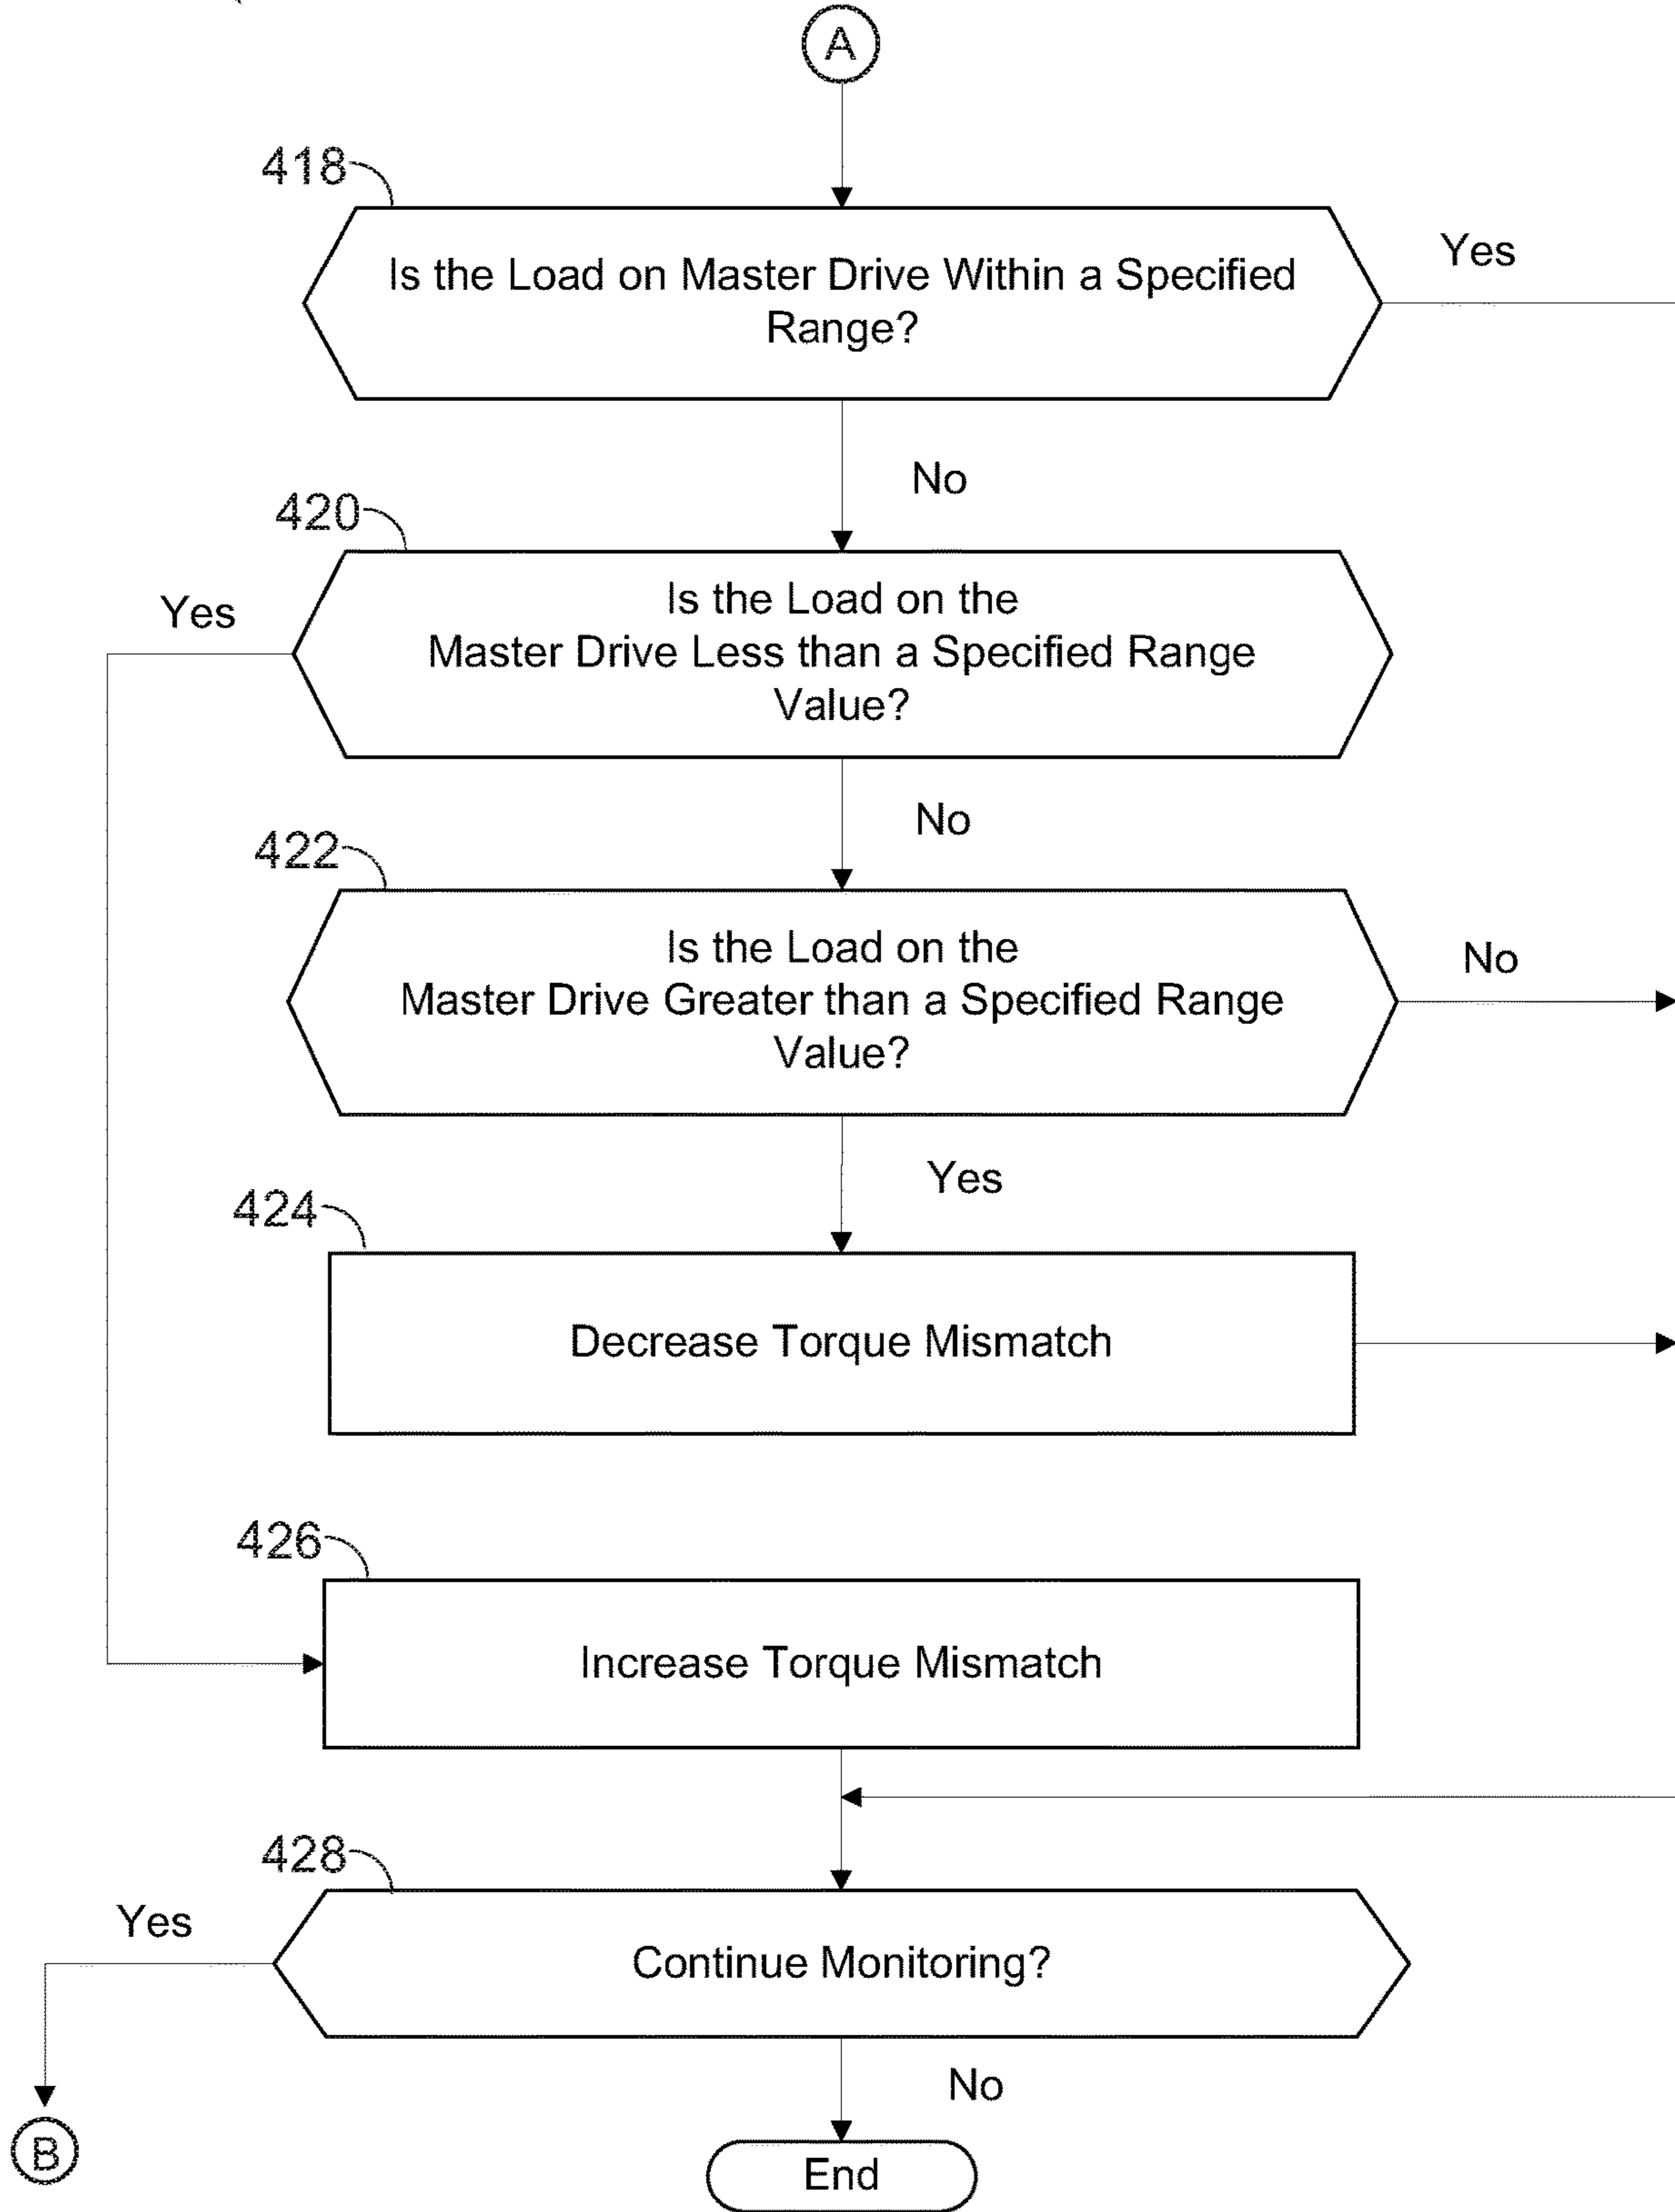 A
418
Yes
Is the Load on Master Drive Within a Specified
Range?
No
420
Yes
Is the Load on the
Master Drive Less than a Specified Range
Value?
No
422
Is the Load on the
Master Drive Greater than a Specified Range
Value?
No
Yes
424
Decrease Torque Mismatch
426
Increase Torque Mismatch
428
Yes
Continue Monitoring?
No
B
End